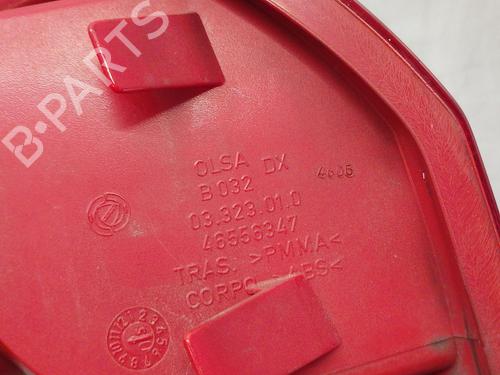 B-PARTS
OLSA DX
B 032
4605
03.323.01.0
46556347
TRAS. >PMMA<
CORPO >ABS<